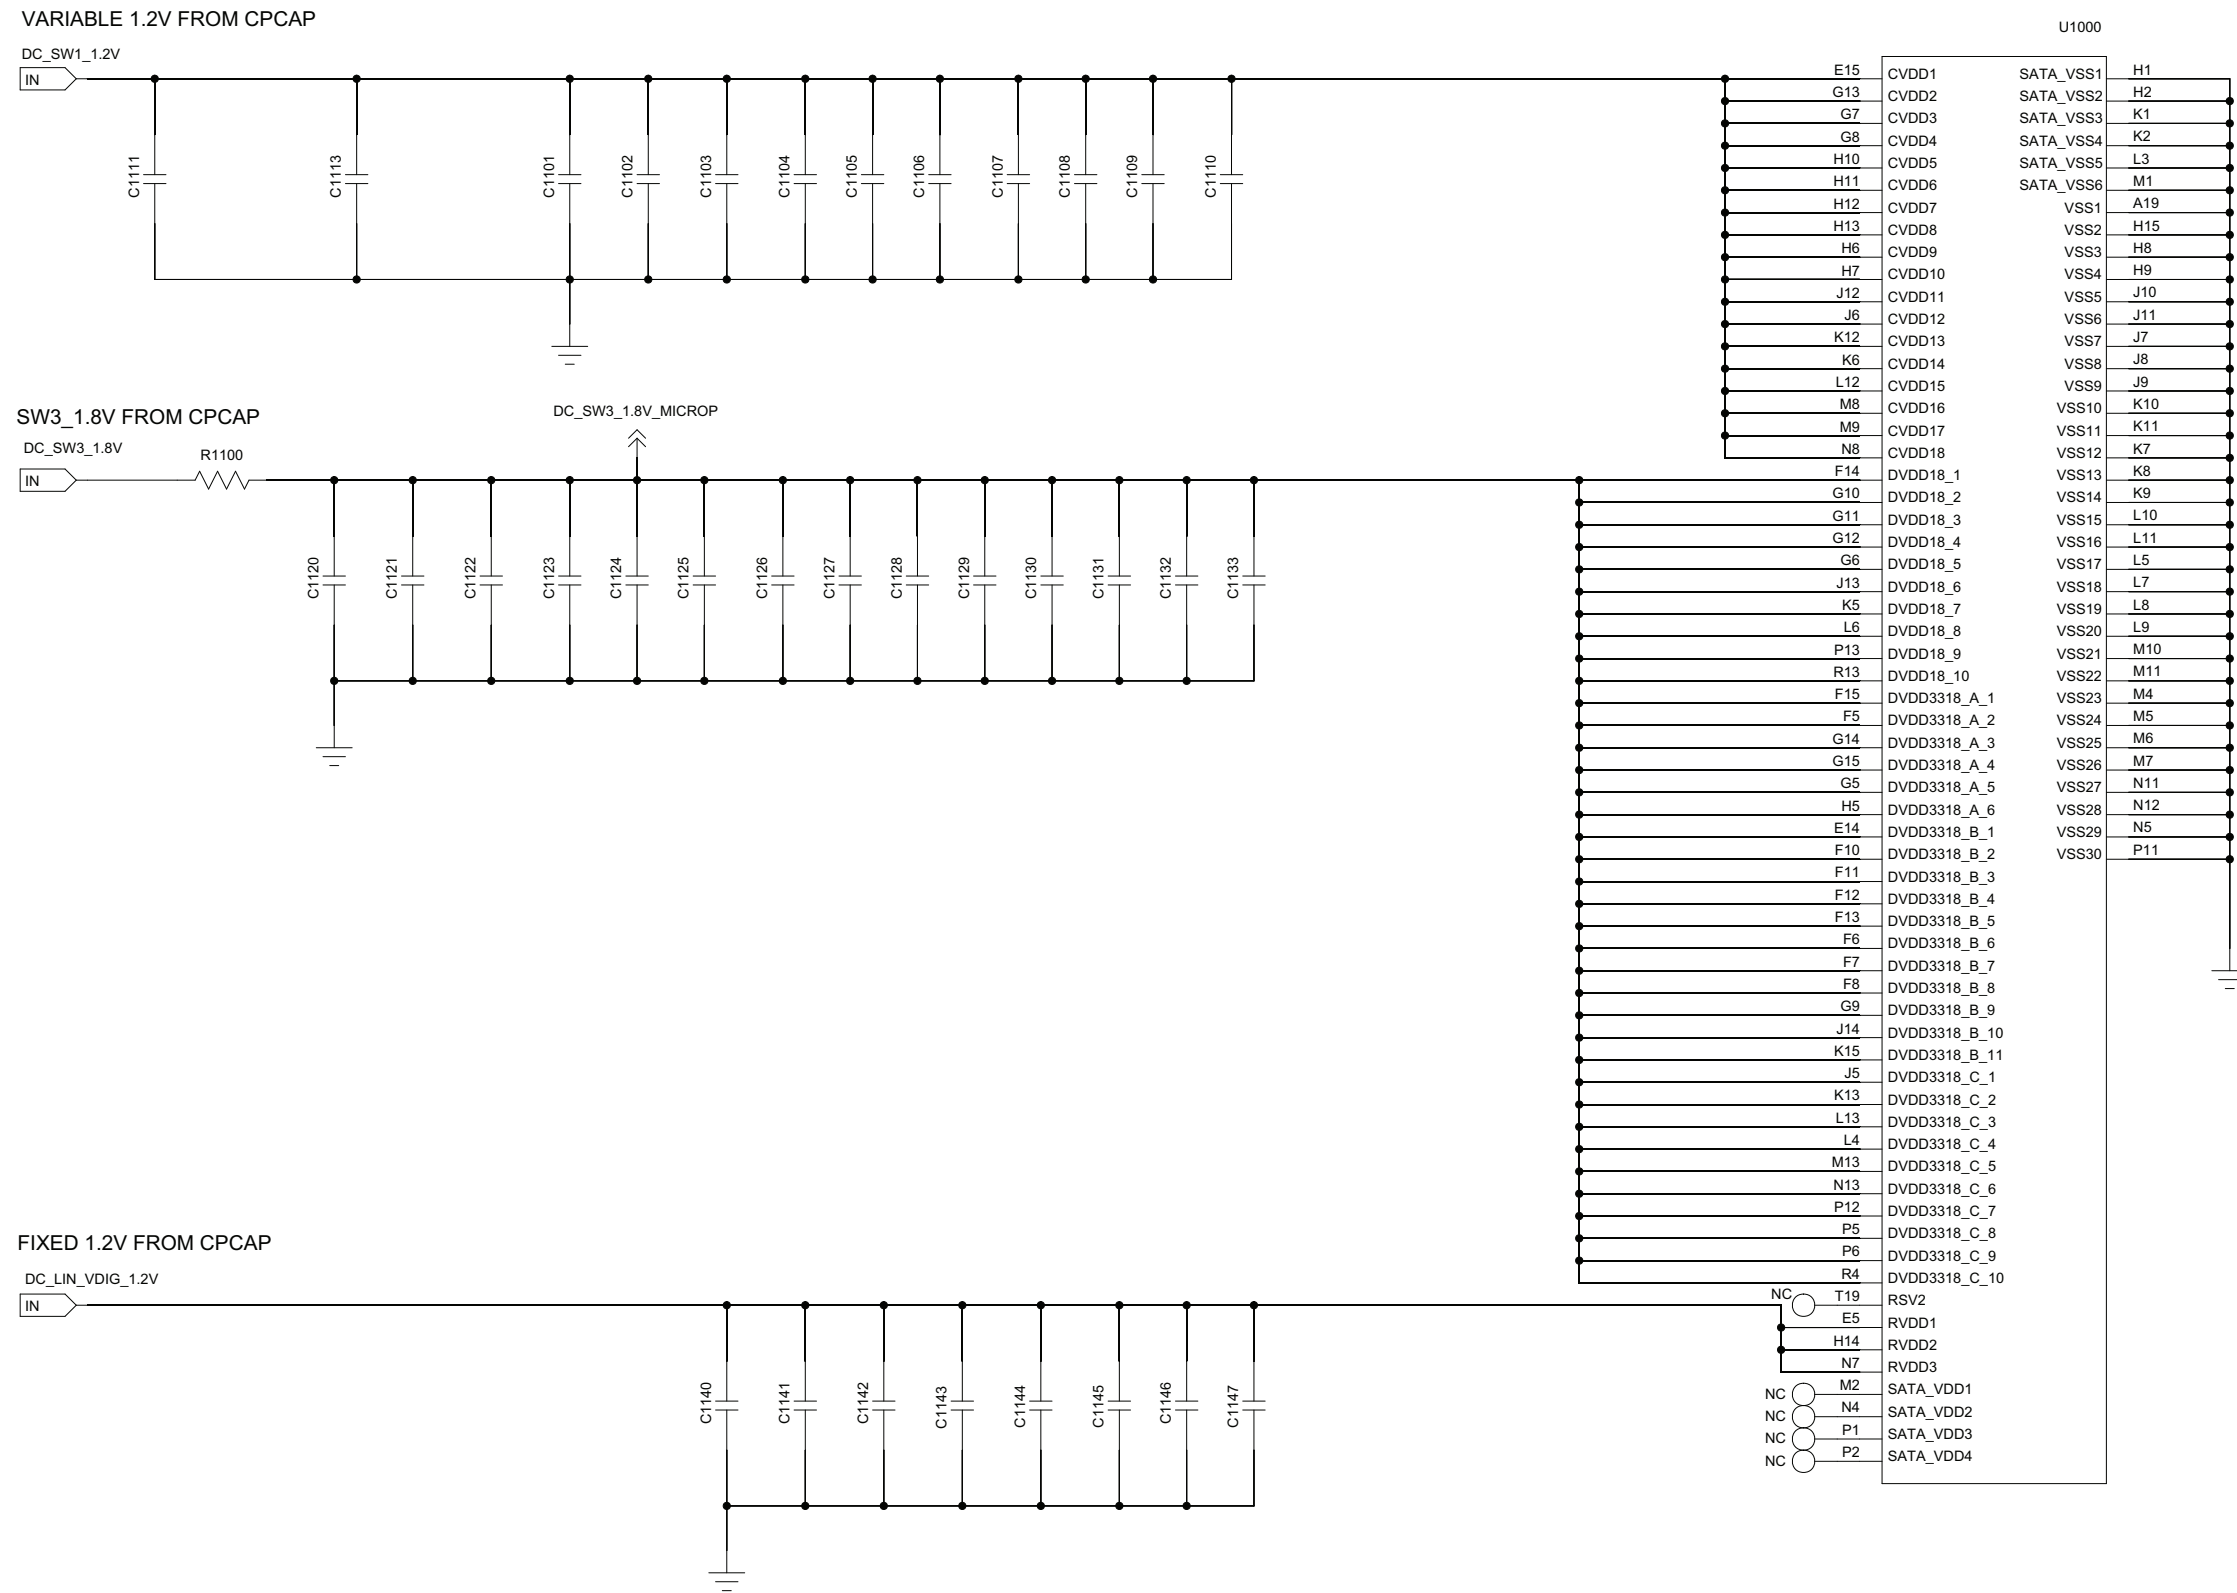 VARIABLE 1.2V FROM CPCAP
DC_SW1_1.2V
IN
C1111
C1113
C1101
C1102
C1103
C1104
C1105
C1106
C1107
C1108
C1109
C1110
SW3_1.8V FROM CPCAP
DC_SW3_1.8V
IN
R1100
DC_SW3_1.8V_MICROP
C1120
C1121
C1122
C1123
C1124
C1125
C1126
C1127
C1128
C1129
C1130
C1131
C1132
C1133
FIXED 1.2V FROM CPCAP
DC_LIN_VDIG_1.2V
IN
C1140
C1141
C1142
C1143
C1144
C1145
C1146
C1147
U1000
E15 CVDD1 SATA_VSS1 H1
G13 CVDD2 SATA_VSS2 H2
G7 CVDD3 SATA_VSS3 K1
G8 CVDD4 SATA_VSS4 K2
H10 CVDD5 SATA_VSS5 L3
H11 CVDD6 SATA_VSS6 M1
H12 CVDD7 VSS1 A19
H13 CVDD8 VSS2 H15
H6 CVDD9 VSS3 H8
H7 CVDD10 VSS4 H9
J12 CVDD11 VSS5 J10
J6 CVDD12 VSS6 J11
K12 CVDD13 VSS7 J7
K6 CVDD14 VSS8 J8
L12 CVDD15 VSS9 J9
M8 CVDD16 VSS10 K10
M9 CVDD17 VSS11 K11
N8 CVDD18 VSS12 K7
F14 DVDD18_1 VSS13 K8
G10 DVDD18_2 VSS14 K9
G11 DVDD18_3 VSS15 L10
G12 DVDD18_4 VSS16 L11
G6 DVDD18_5 VSS17 L5
J13 DVDD18_6 VSS18 L7
K5 DVDD18_7 VSS19 L8
L6 DVDD18_8 VSS20 L9
P13 DVDD18_9 VSS21 M10
R13 DVDD18_10 VSS22 M11
F15 DVDD3318_A_1 VSS23 M4
F5 DVDD3318_A_2 VSS24 M5
G14 DVDD3318_A_3 VSS25 M6
G15 DVDD3318_A_4 VSS26 M7
G5 DVDD3318_A_5 VSS27 N11
H5 DVDD3318_A_6 VSS28 N12
E14 DVDD3318_B_1 VSS29 N5
F10 DVDD3318_B_2 VSS30 P11
F11 DVDD3318_B_3
F12 DVDD3318_B_4
F13 DVDD3318_B_5
F6 DVDD3318_B_6
F7 DVDD3318_B_7
F8 DVDD3318_B_8
G9 DVDD3318_B_9
J14 DVDD3318_B_10
K15 DVDD3318_B_11
J5 DVDD3318_C_1
K13 DVDD3318_C_2
L13 DVDD3318_C_3
L4 DVDD3318_C_4
M13 DVDD3318_C_5
N13 DVDD3318_C_6
P12 DVDD3318_C_7
P5 DVDD3318_C_8
P6 DVDD3318_C_9
R4 DVDD3318_C_10
NC T19 RSV2
E5 RVDD1
H14 RVDD2
N7 RVDD3
NC M2 SATA_VDD1
NC N4 SATA_VDD2
NC P1 SATA_VDD3
NC P2 SATA_VDD4